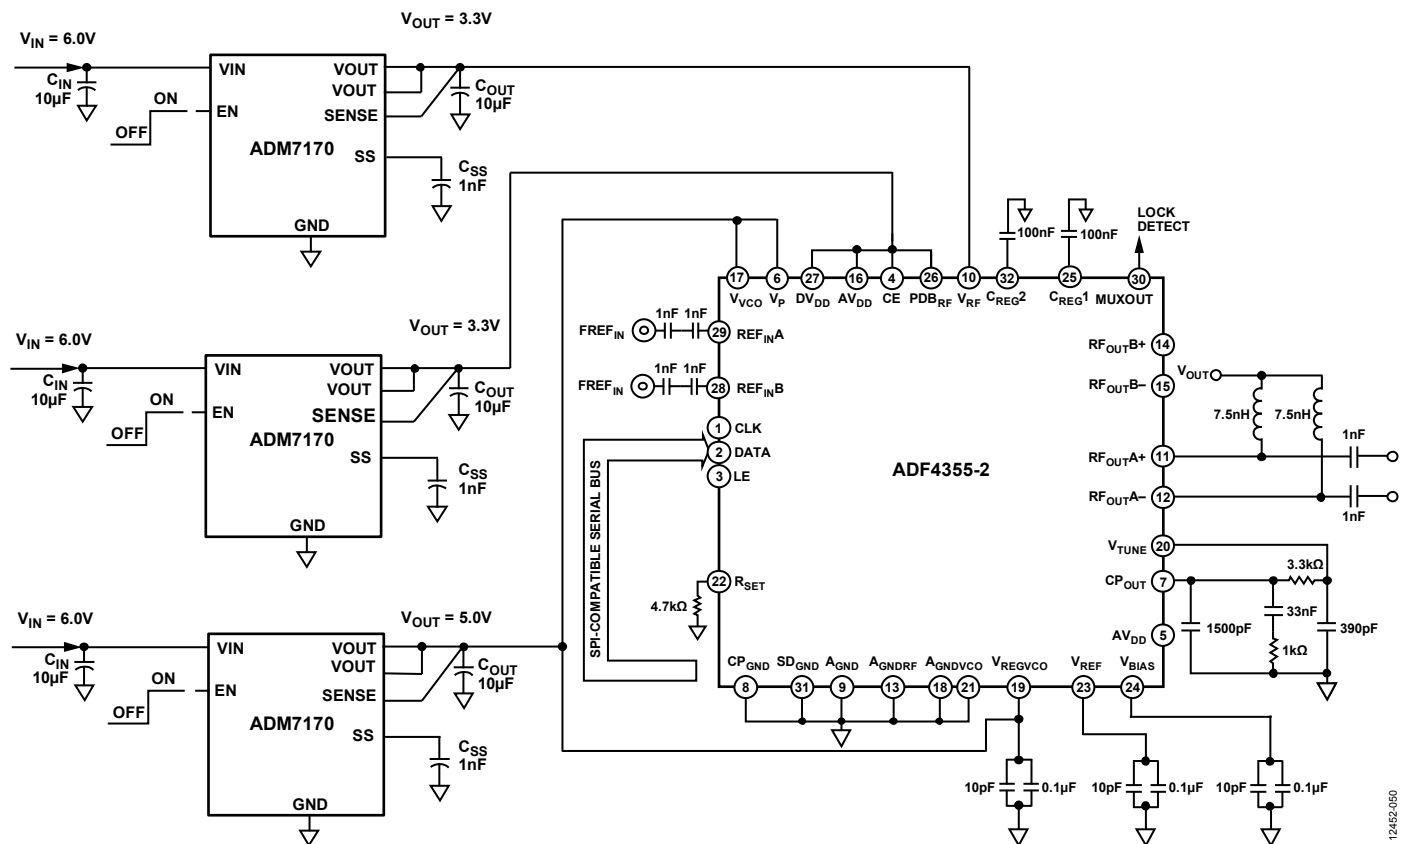 VOUT = 3.3V
VIN = 6.0V
CIN
10µF
ON
OFF
VIN
EN
VOUT
VOUT
SENSE
SS
ADM7170
GND
COUT
10µF
CSS
1nF
VOUT = 3.3V
VIN = 6.0V
CIN
10µF
ON
OFF
VIN
EN
VOUT
VOUT
SENSE
SS
ADM7170
GND
COUT
10µF
CSS
1nF
VOUT = 5.0V
VIN = 6.0V
CIN
10µF
ON
OFF
VIN
EN
VOUT
VOUT
SENSE
SS
ADM7170
GND
COUT
10µF
CSS
1nF
100nF
100nF
LOCK
DETECT
17 6 27 16 4 26 10 32 25 30
VVCO VP DVDD AVDD CE PDBRF VRF CREG2 CREG1 MUXOUT
FREFIN 1nF 1nF 29 REFINA
FREFIN 1nF 1nF 28 REFINB
1 CLK
2 DATA
3 LE
SPI-COMPATIBLE SERIAL BUS
22 RSET
4.7kΩ
ADF4355-2
RFOUTB+ 14
RFOUTB– 15
VOUT
7.5nH 7.5nH
RFOUTA+ 11
1nF
RFOUTA– 12
1nF
VTUNE 20
CPOUT 7
3.3kΩ
1500pF
33nF
1kΩ
390pF
AVDD 5
CPGND SDGND AGND AGNDRF AGNDVCO VREGVCO VREF VBIAS
8 31 9 13 18 21 19 23 24
10pF 0.1µF
10pF 0.1µF
10pF 0.1µF
12452-050